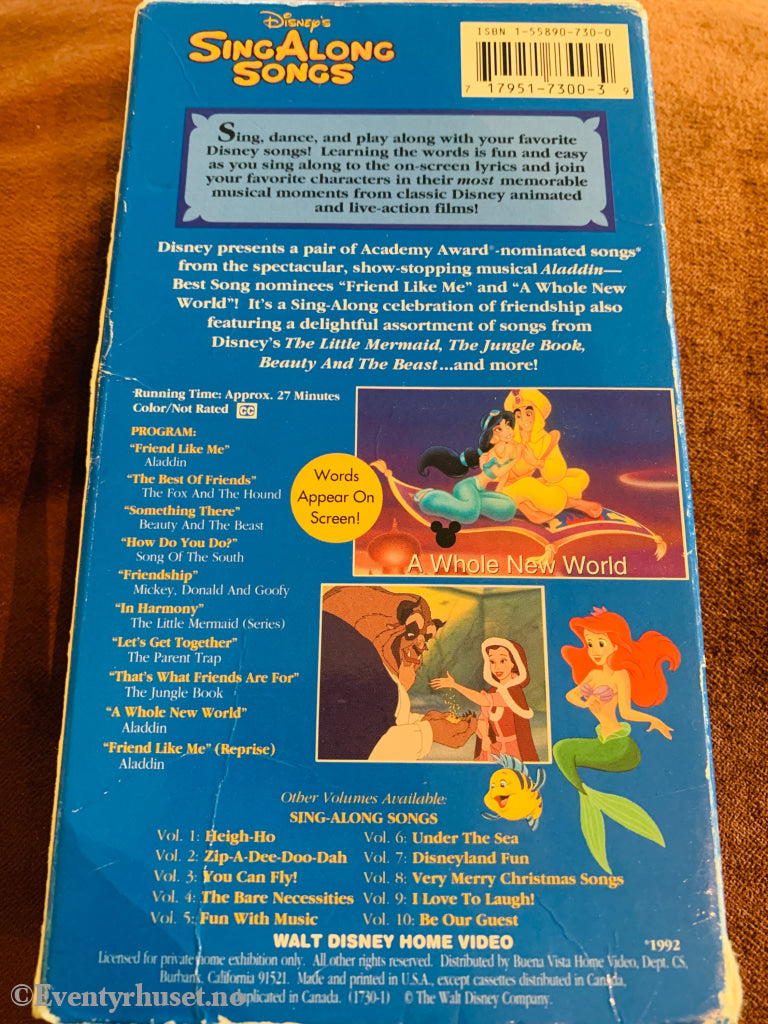 Disney's
SING ALONG
SONGS
ISBN 1-55890-730-0
7 17951-7300-3 9
Sing, dance, and play along with your favorite
Disney songs! Learning the words is fun and easy
as you sing along to the on-screen lyrics and join
your favorite characters in their most memorable
musical moments from classic Disney animated
and live-action films!
Disney presents a pair of Academy Award®-nominated songs*
from the spectacular, show-stopping musical Aladdin—
Best Song nominees “Friend Like Me” and “A Whole New
World”! It's a Sing-Along celebration of friendship also
featuring a delightful assortment of songs from
Disney's The Little Mermaid, The Jungle Book,
Beauty And The Beast...and more!
Running Time: Approx. 27 Minutes
Color/Not Rated CC
PROGRAM:
“Friend Like Me”
Aladdin
“The Best Of Friends”
The Fox And The Hound
“Something There”
Beauty And The Beast
“How Do You Do?”
Song Of The South
“Friendship”
Mickey, Donald And Goofy
“In Harmony”
The Little Mermaid (Series)
“Let's Get Together”
The Parent Trap
“That's What Friends Are For”
The Jungle Book
“A Whole New World”
Aladdin
“Friend Like Me” (Reprise)
Aladdin
Words
Appear On
Screen!
A Whole New World
Other Volumes Available:
SING-ALONG SONGS
Vol. 1: Heigh-Ho
Vol. 2: Zip-A-Dee-Doo-Dah
Vol. 3: You Can Fly!
Vol. 4: The Bare Necessities
Vol. 5: Fun With Music
Vol. 6: Under The Sea
Vol. 7: Disneyland Fun
Vol. 8: Very Merry Christmas Songs
Vol. 9: I Love To Laugh!
Vol. 10: Be Our Guest
WALT DISNEY HOME VIDEO
*1992
Licensed for private home exhibition only. All other rights reserved. Distributed by Buena Vista Home Video, Dept. CS,
Burbank, California 91521. Made and printed in U.S.A., except cassettes distributed in Canada,
duplicated in Canada. (1730-1) © The Walt Disney Company.
©Eventyrhuset.no